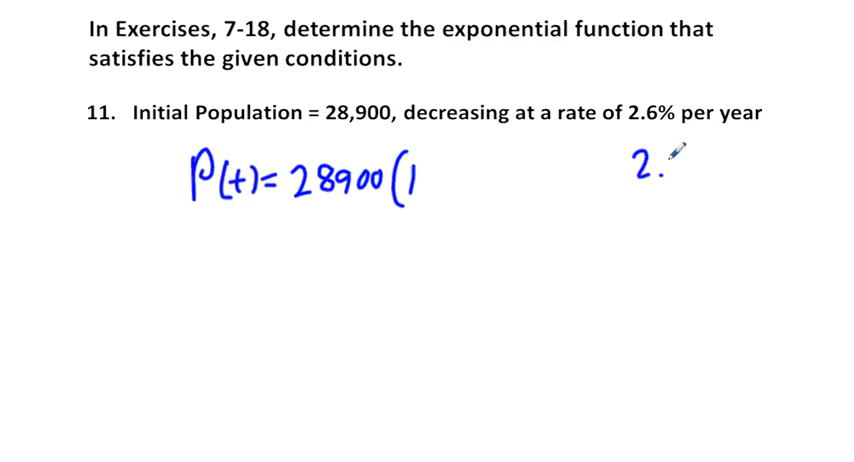 In Exercises, 7-18, determine the exponential function that
satisfies the given conditions.
11. Initial Population = 28,900, decreasing at a rate of 2.6% per year
P(t)= 28900(1 2.